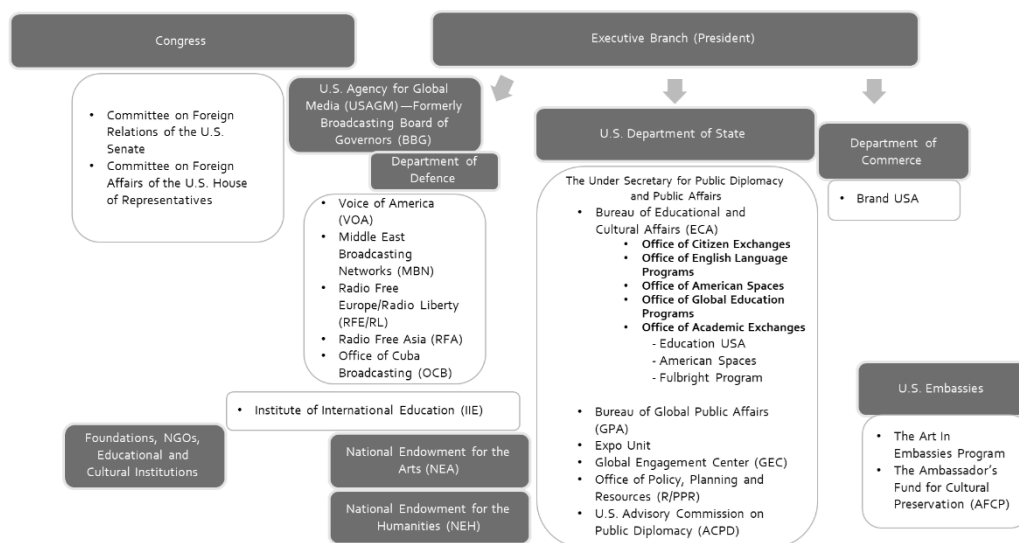 Congress
Executive Branch (President)
• Committee on Foreign
Relations of the U.S.
Senate
• Committee on Foreign
Affairs of the U.S. House
of Representatives
U.S. Agency for Global
Media (USAGM) —Formerly
Broadcasting Board of
Governors (BBG)
Department of
Defence
• Voice of America
(VOA)
• Middle East
Broadcasting
Networks (MBN)
• Radio Free
Europe/Radio Liberty
(RFE/RL)
• Radio Free Asia (RFA)
• Office of Cuba
Broadcasting (OCB)
U.S. Department of State
The Under Secretary for Public Diplomacy
and Public Affairs
• Bureau of Educational and
Cultural Affairs (ECA)
• Office of Citizen Exchanges
• Office of English Language
Programs
• Office of American Spaces
• Office of Global Education
Programs
• Office of Academic Exchanges
- Education USA
- American Spaces
- Fulbright Program
• Bureau of Global Public Affairs
(GPA)
• Expo Unit
• Global Engagement Center (GEC)
• Office of Policy, Planning and
Resources (R/PPR)
• U.S. Advisory Commission on
Public Diplomacy (ACPD)
Department of
Commerce
• Brand USA
• Institute of International Education (IIE)
Foundations, NGOs,
Educational and
Cultural Institutions
National Endowment for the
Arts (NEA)
National Endowment for the
Humanities (NEH)
U.S. Embassies
• The Art In
Embassies Program
• The Ambassador's
Fund for Cultural
Preservation (AFCP)